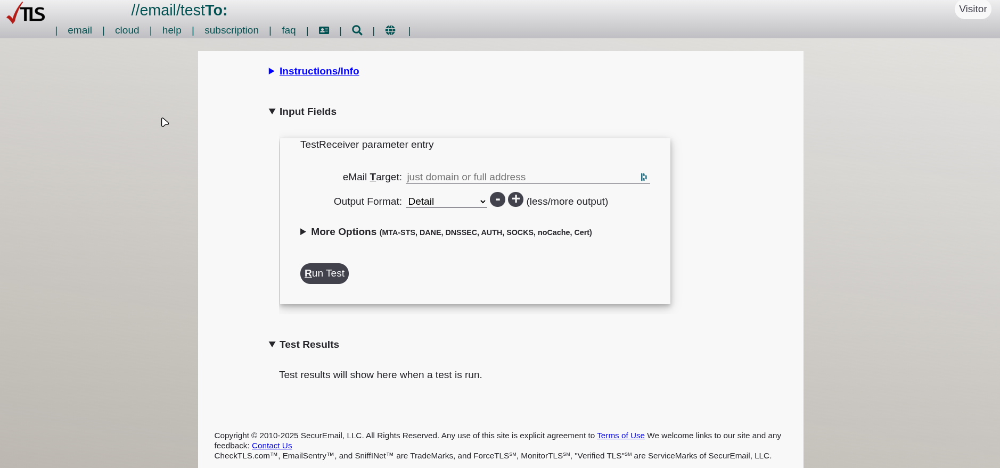 TLS
//email/testTo:
Visitor
| email | cloud | help | subscription | faq | | | |
Instructions/Info
Input Fields
TestReceiver parameter entry
eMail Target: just domain or full address
Output Format: Detail - + (less/more output)
More Options (MTA-STS, DANE, DNSSEC, AUTH, SOCKS, noCache, Cert)
Run Test
Test Results
Test results will show here when a test is run.
Copyright © 2010-2025 SecurEmail, LLC. All Rights Reserved. Any use of this site is explicit agreement to Terms of Use We welcome links to our site and any
feedback: Contact Us
CheckTLS.com™, EmailSentry™, and SniffINet™ are TradeMarks, and ForceTLS℠, MonitorTLS℠, "Verified TLS"℠ are ServiceMarks of SecurEmail, LLC.